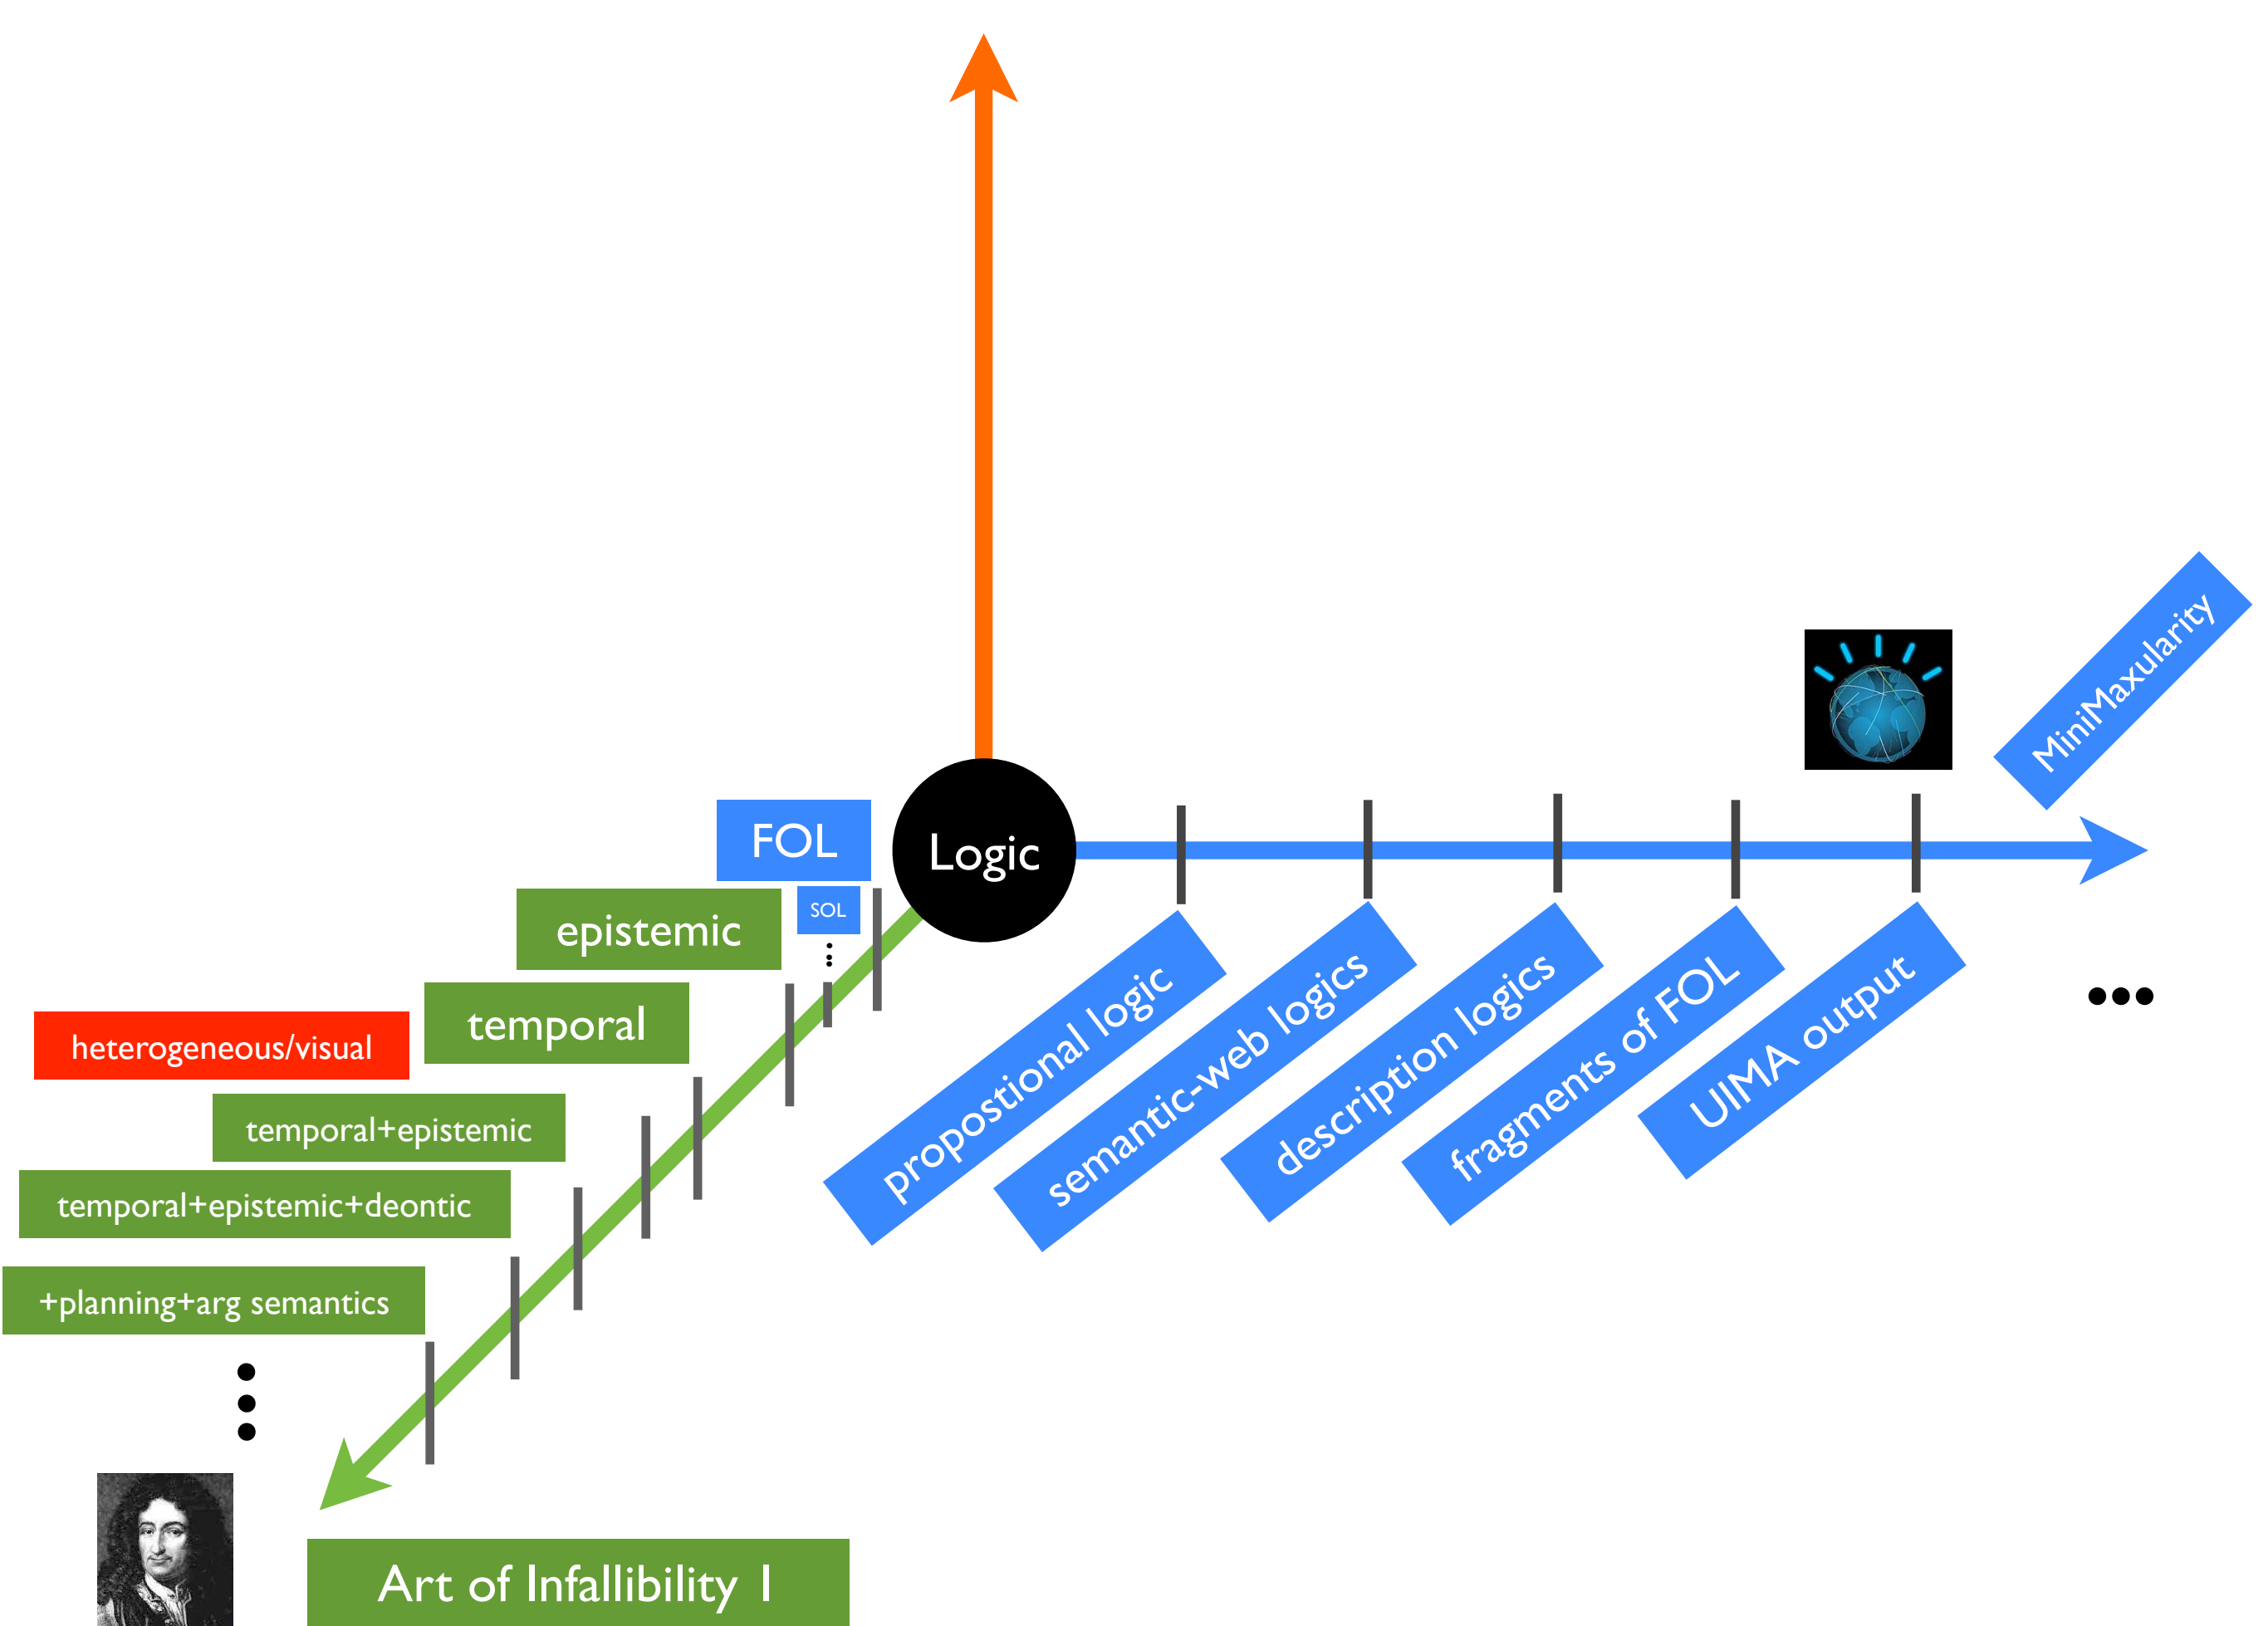 MiniMaxularity
FOL
Logic
SOL
epistemic
temporal
heterogeneous/visual
temporal+epistemic
temporal+epistemic+deontic
+planning+arg semantics
propostional logic
semantic-web logics
description logics
fragments of FOL
UIMA output
Art of Infallibility 1